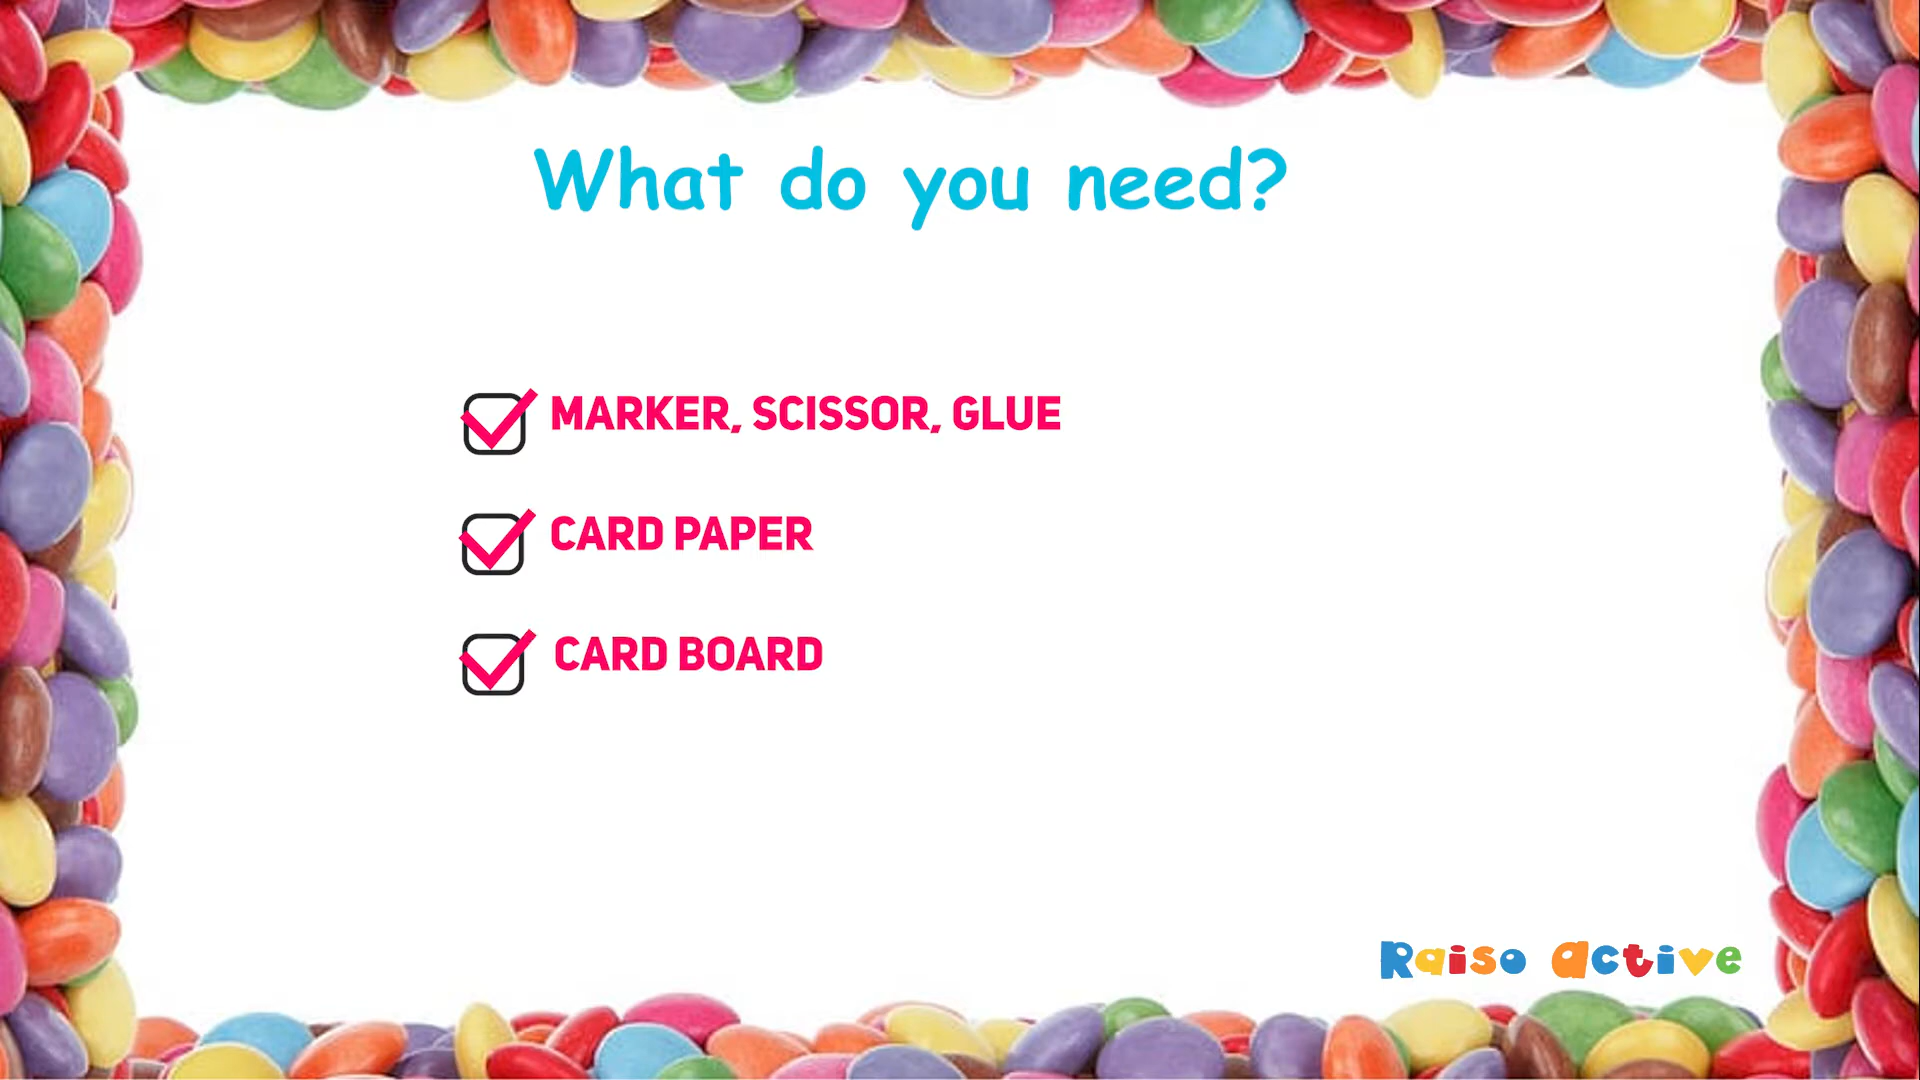 What do you need?
MARKER, SCISSOR, GLUE
CARD PAPER
CARD BOARD
Raiso active